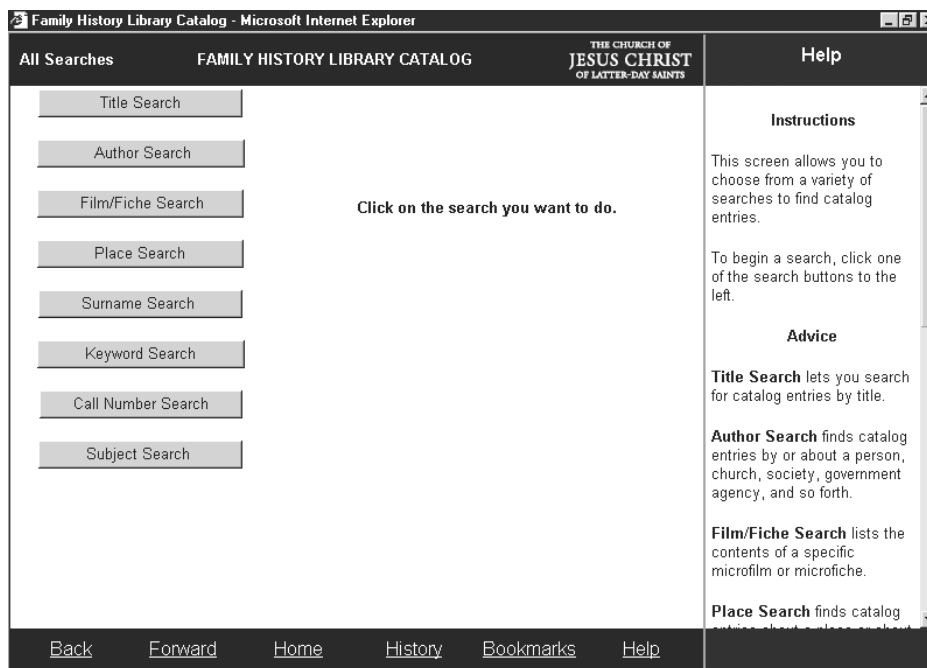 Family History Library Catalog - Microsoft Internet Explorer
All Searches
FAMILY HISTORY LIBRARY CATALOG
THE CHURCH OF
JESUS CHRIST
OF LATTER-DAY SAINTS
Help
Title Search
Author Search
Film/Fiche Search
Place Search
Surname Search
Keyword Search
Call Number Search
Subject Search
Click on the search you want to do.
Instructions
This screen allows you to
choose from a variety of
searches to find catalog
entries.
To begin a search, click one
of the search buttons to the
left.
Advice
Title Search lets you search
for catalog entries by title.
Author Search finds catalog
entries by or about a person,
church, society, government
agency, and so forth.
Film/Fiche Search lists the
contents of a specific
microfilm or microfiche.
Place Search finds catalog
Back
Forward
Home
History
Bookmarks
Help